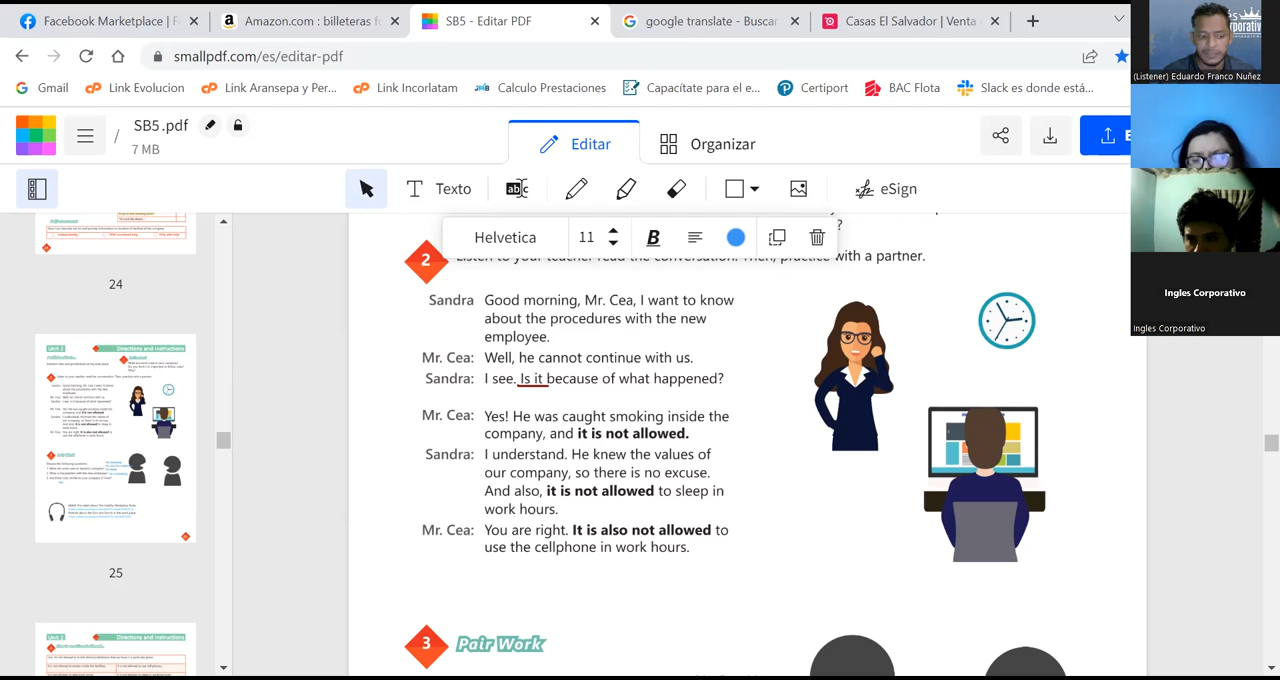 Facebook Marketplace | F
Amazon.com : billeteras fe
SB5 - Editar PDF
google translate - Buscar
Casas El Salvador | Venta
smallpdf.com/es/editar-pdf
Gmail
Link Evolucion
Link Aransepa y Per...
Link Incorlatam
Calculo Prestaciones
Capacítate para el e...
Certiport
BAC Flota
Slack es donde está...
SB5.pdf
7 MB
Editar
Organizar
E
Texto
eSign
Helvetica
11
B
?
2 Listen to your teacher read the conversation. Then, practice with a partner.
Sandra Good morning, Mr. Cea, I want to know
about the procedures with the new
employee.
Mr. Cea: Well, he cannot continue with us.
Sandra: I see. Is it because of what happened?
Mr. Cea: Yes! He was caught smoking inside the
company, and it is not allowed.
Sandra: I understand. He knew the values of
our company, so there is no excuse.
And also, it is not allowed to sleep in
work hours.
Mr. Cea: You are right. It is also not allowed to
use the cellphone in work hours.
3 Pair Work
24
Unit 2
Directions and Instructions
25
Unit 2
Directions and Instructions
(Listener) Eduardo Franco Nuñez
Ingles Corporativo
Ingles Corporativo